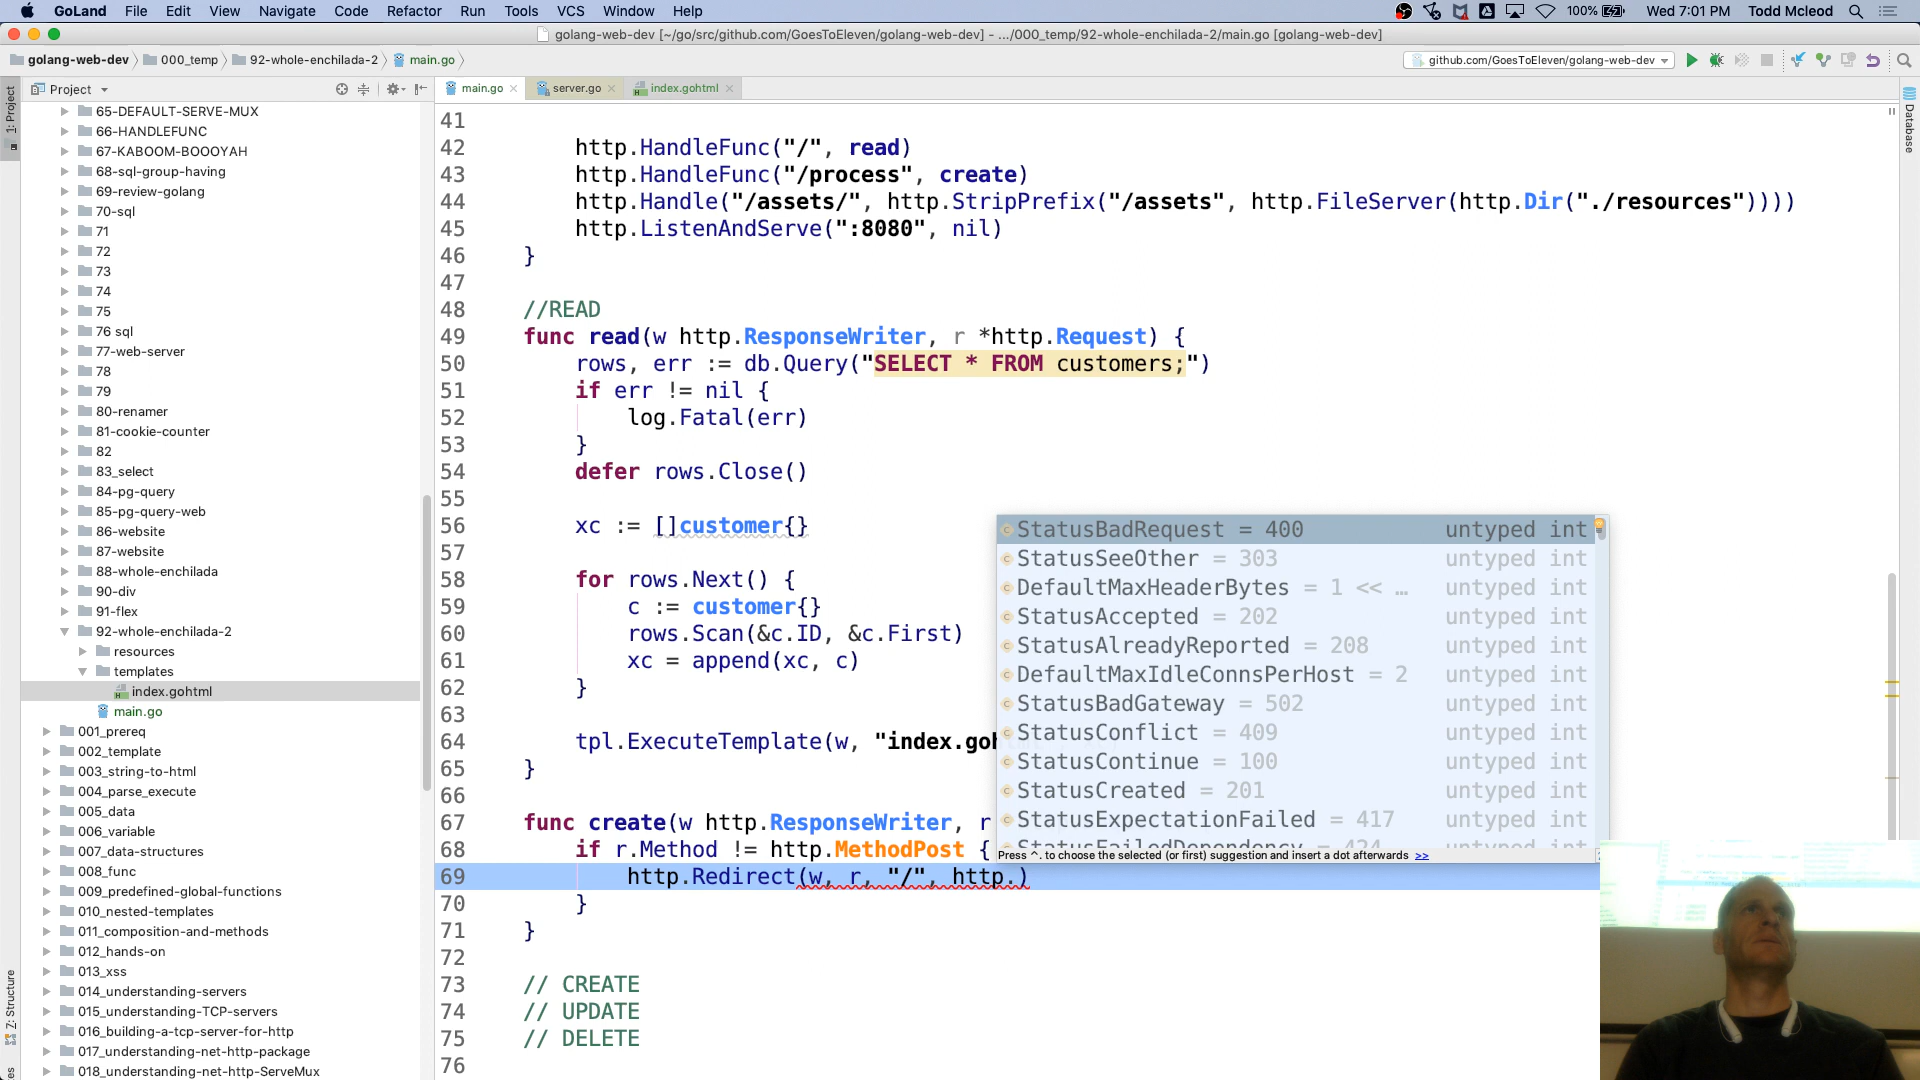 GoLand File Edit View Navigate Code Refactor Run Tools VCS Window Help 100% Wed 7:01 PM Todd Mcleod
golang-web-dev [~/go/src/github.com/GoesToEleven/golang-web-dev] - .../000_temp/92-whole-enchilada-2/main.go [golang-web-dev]
golang-web-dev 000_temp 92-whole-enchilada-2 main.go github.com/GoesToEleven/golang-web-dev
Project main.go server.go index.gohtml
1: Project
Z: Structure
Database
65-DEFAULT-SERVE-MUX
66-HANDLEFUNC
67-KABOOM-BOOOYAH
68-sql-group-having
69-review-golang
70-sql
71
72
73
74
75
76 sql
77-web-server
78
79
80-renamer
81-cookie-counter
82
83_select
84-pg-query
85-pg-query-web
86-website
87-website
88-whole-enchilada
90-div
91-flex
92-whole-enchilada-2
resources
templates
index.gohtml
main.go
001_prereq
002_template
003_string-to-html
004_parse_execute
005_data
006_variable
007_data-structures
008_func
009_predefined-global-functions
010_nested-templates
011_composition-and-methods
012_hands-on
013_xss
014_understanding-servers
015_understanding-TCP-servers
016_building-a-tcp-server-for-http
017_understanding-net-http-package
018_understanding-net-http-ServeMux
41
42 http.HandleFunc("/", read)
43 http.HandleFunc("/process", create)
44 http.Handle("/assets/", http.StripPrefix("/assets", http.FileServer(http.Dir("./resources"))))
45 http.ListenAndServe(":8080", nil)
46 }
47
48 //READ
49 func read(w http.ResponseWriter, r *http.Request) {
50 rows, err := db.Query("SELECT * FROM customers;")
51 if err != nil {
52 log.Fatal(err)
53 }
54 defer rows.Close()
55
56 xc := []customer{}
57
58 for rows.Next() {
59 c := customer{}
60 rows.Scan(&c.ID, &c.First)
61 xc = append(xc, c)
62 }
63
64 tpl.ExecuteTemplate(w, "index.go
65 }
66
67 func create(w http.ResponseWriter, r
68 if r.Method != http.MethodPost {
69 http.Redirect(w, r, "/", http.)
70 }
71 }
72
73 // CREATE
74 // UPDATE
75 // DELETE
76
StatusBadRequest = 400 untyped int
StatusSeeOther = 303 untyped int
DefaultMaxHeaderBytes = 1 << … untyped int
StatusAccepted = 202 untyped int
StatusAlreadyReported = 208 untyped int
DefaultMaxIdleConnsPerHost = 2 untyped int
StatusBadGateway = 502 untyped int
StatusConflict = 409 untyped int
StatusContinue = 100 untyped int
StatusCreated = 201 untyped int
StatusExpectationFailed = 417 untyped int
StatusFailedDependency = 424 untyped int
Press ^. to choose the selected (or first) suggestion and insert a dot afterwards >>